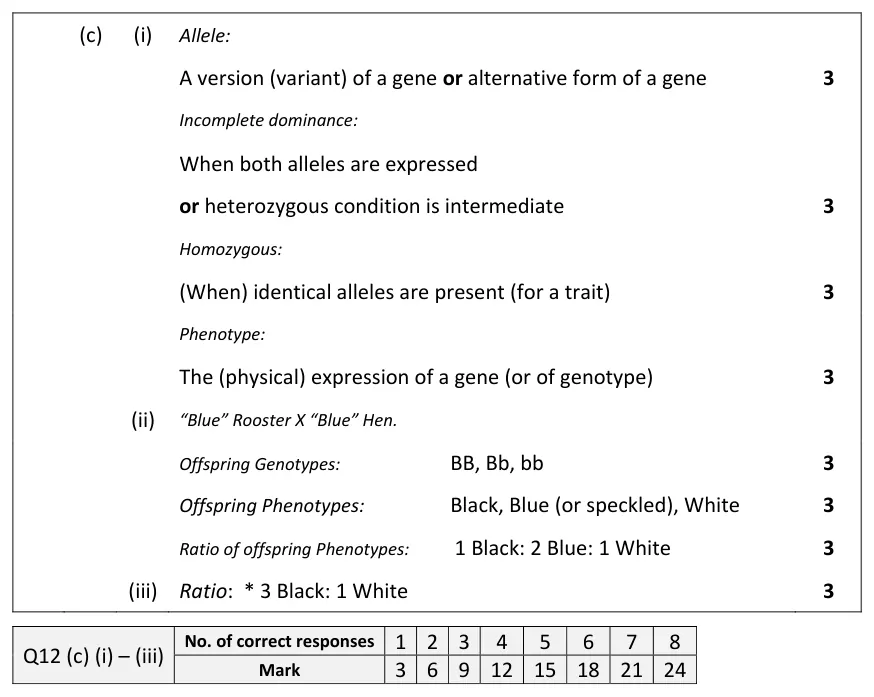 (c) (i) Allele:
A version (variant) of a gene or alternative form of a gene 3
Incomplete dominance:
When both alleles are expressed
or heterozygous condition is intermediate 3
Homozygous:
(When) identical alleles are present (for a trait) 3
Phenotype:
The (physical) expression of a gene (or of genotype) 3
(ii) “Blue” Rooster X “Blue” Hen.
Offspring Genotypes: BB, Bb, bb 3
Offspring Phenotypes: Black, Blue (or speckled), White 3
Ratio of offspring Phenotypes: 1 Black: 2 Blue: 1 White 3
(iii) Ratio: * 3 Black: 1 White 3
Q12 (c) (i) – (iii)
No. of correct responses 1 2 3 4 5 6 7 8
Mark 3 6 9 12 15 18 21 24